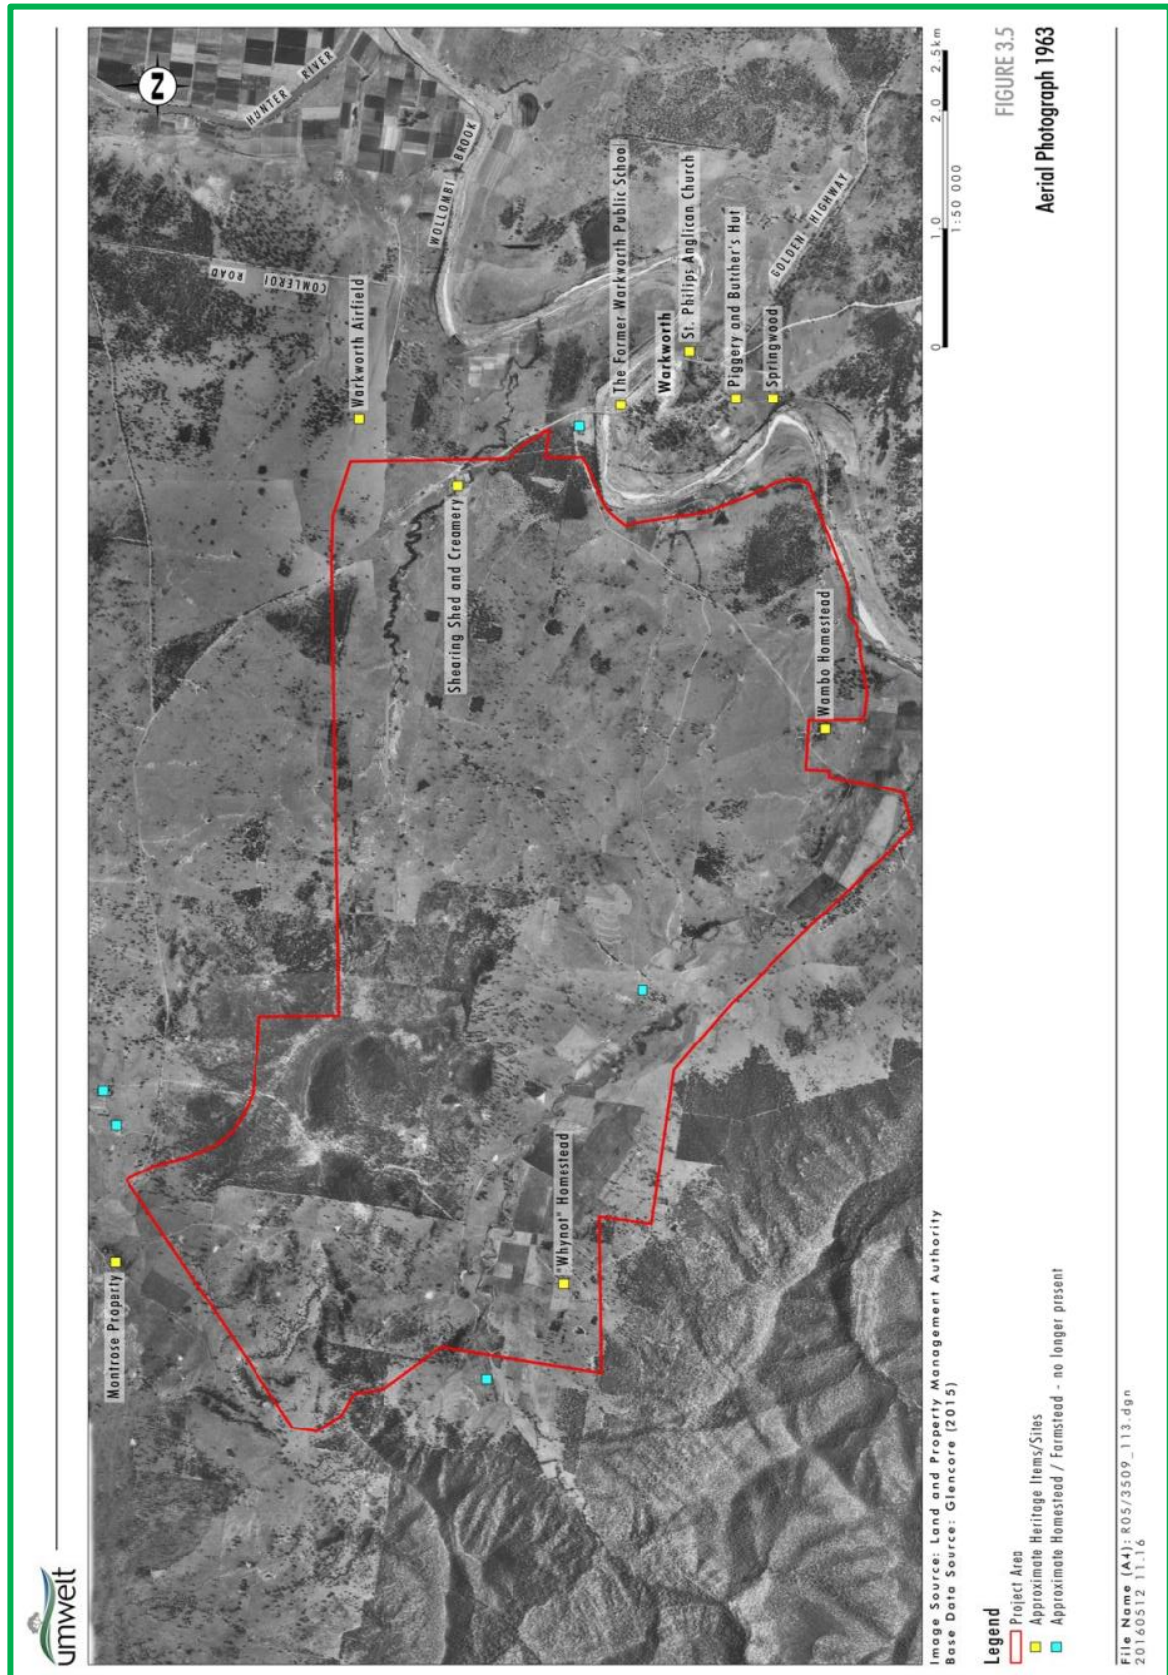 umwelt
HUNTER RIVER
WOLLOMBI BROOK
COMLEROI ROAD
Warkworth Airfield
Montrose Property
Shearing Shed and Creamery
The Former Warkworth Public School
Warkworth
St. Philips Anglican Church
Piggery and Butcher's Hut
Springwood
GOLDEN HIGHWAY
"Whynot" Homestead
Wambo Homestead
Image Source: Land and Property Management Authority
Base Data Source: Glencore (2015)
0 1.0 2.0 2.5km
1:50 000
Legend
Project Area
Approximate Heritage Items/Sites
Approximate Homestead / Farmstead - no longer present
FIGURE 3.5
Aerial Photograph 1963
File Name (A4): R05/3509_113.dgn
20160512 11.16